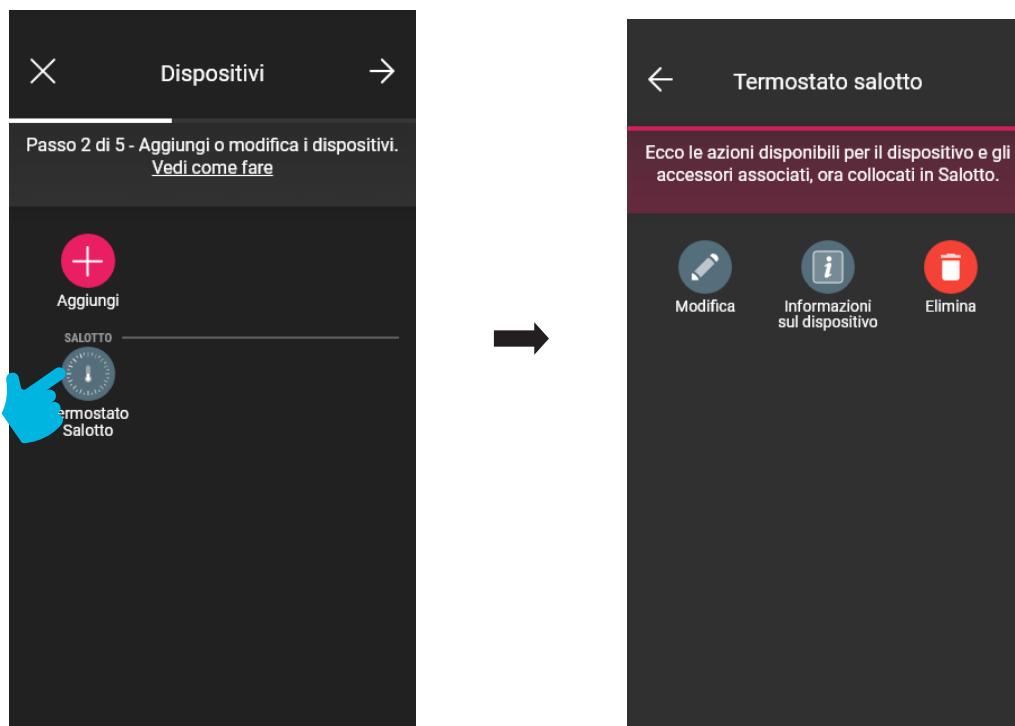 Dispositivi
Passo 2 di 5 - Aggiungi o modifica i dispositivi.
Vedi come fare
Aggiungi
SALOTTO
ermostato
Salotto
Termostato salotto
Ecco le azioni disponibili per il dispositivo e gli
accessori associati, ora collocati in Salotto.
Modifica
Informazioni
sul dispositivo
Elimina